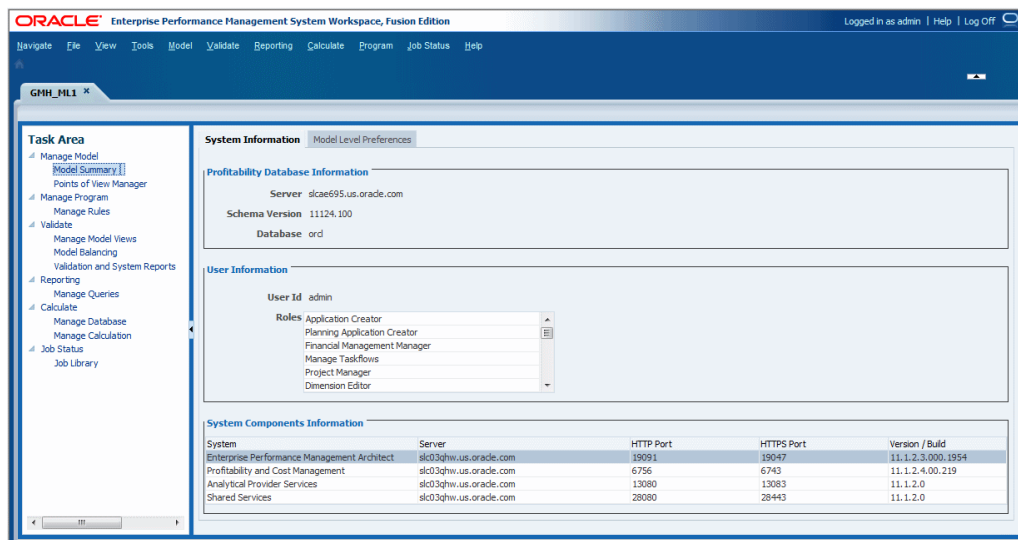 ORACLE Enterprise Performance Management System Workspace, Fusion Edition Logged in as admin | Help | Log Off
Navigate File View Tools Model Validate Reporting Calculate Program Job Status Help
GMH_ML1 ×
Task Area
Manage Model
Model Summary [
Points of View Manager
Manage Program
Manage Rules
Validate
Manage Model Views
Model Balancing
Validation and System Reports
Reporting
Manage Queries
Calculate
Manage Database
Manage Calculation
Job Status
Job Library
System Information Model Level Preferences
Profitability Database Information
Server slcae695.us.oracle.com
Schema Version 11124.100
Database orcl
User Information
User Id admin
Roles Application Creator
Planning Application Creator
Financial Management Manager
Manage Taskflows
Project Manager
Dimension Editor
System Components Information
System Server HTTP Port HTTPS Port Version / Build
Enterprise Performance Management Architect slc03qhw.us.oracle.com 19091 19047 11.1.2.3.000.1954
Profitability and Cost Management slc03qhw.us.oracle.com 6756 6743 11.1.2.4.00.219
Analytical Provider Services slc03qhw.us.oracle.com 13080 13083 11.1.2.0
Shared Services slc03qhw.us.oracle.com 28080 28443 11.1.2.0